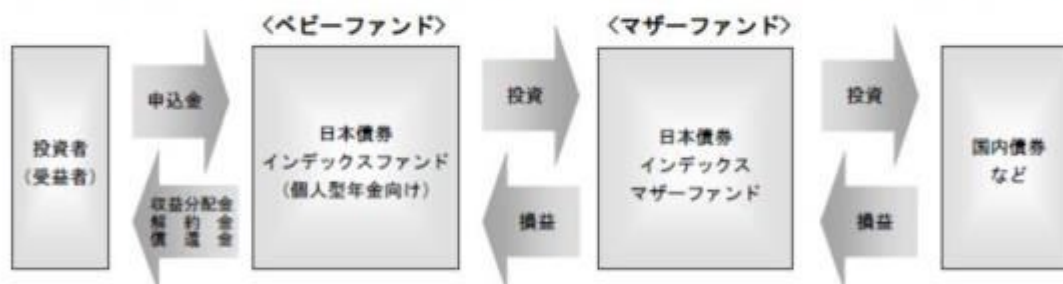 <ベビーファンド>
<マザーファンド>
投資者
(受益者)
申込金
収益分配金
解約金
償還金
日本債券
インデックスファンド
(個人型年金向け)
投資
損益
日本債券
インデックス
マザーファンド
投資
損益
国内債券
など